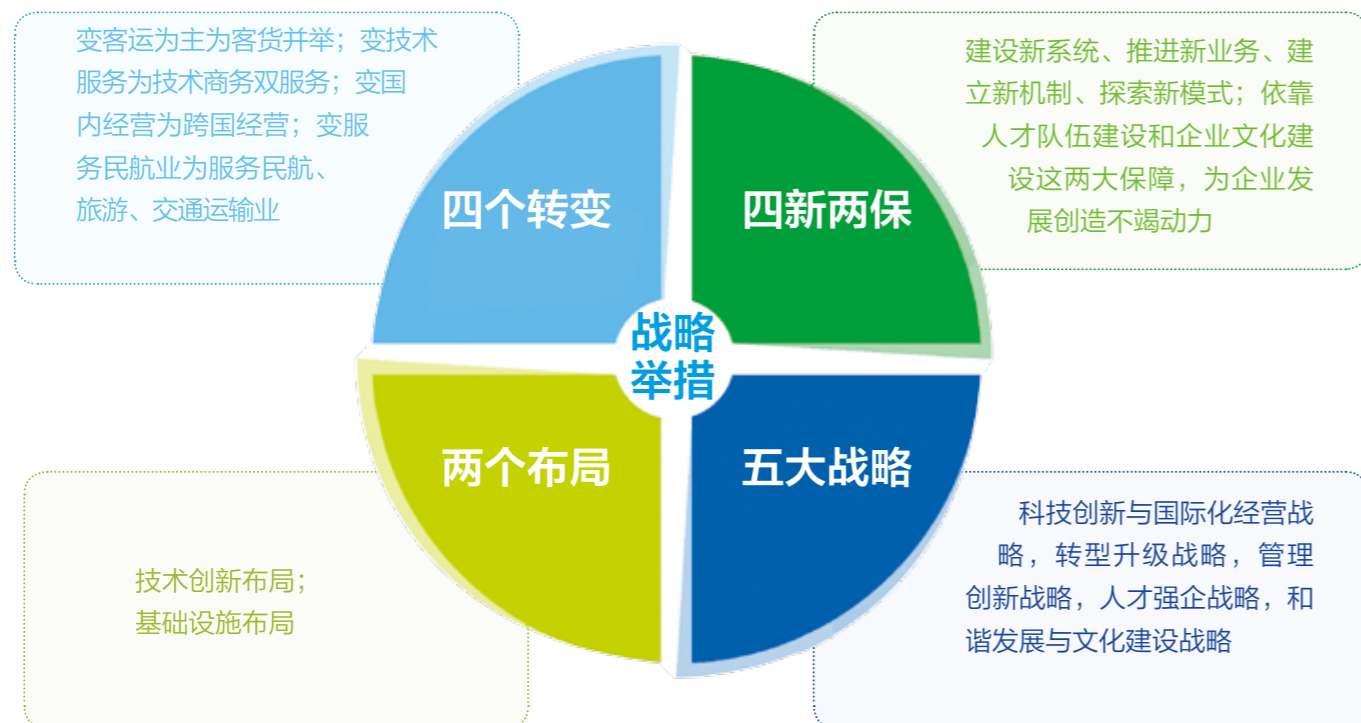 变客运为主为客货并举；变技术
服务为技术商务双服务；变国
内经营为跨国经营；变服
务民航业为服务民航、
旅游、交通运输业
四个转变
建设新系统、推进新业务、建
立新机制、探索新模式；依靠
人才队伍建设和企业文化建
设这两大保障，为企业发
展创造不竭动力
四新两保
战略
举措
两个布局
技术创新布局；
基础设施布局
五大战略
科技创新与国际化经营战
略，转型升级战略，管理
创新战略，人才强企战略，和
谐发展与文化建设战略